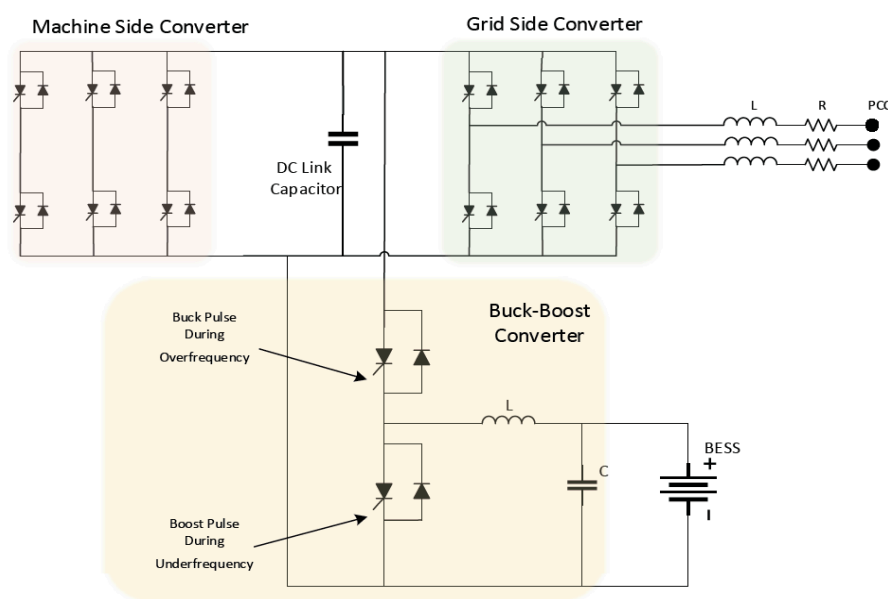 Machine Side Converter
Grid Side Converter
L
R
PCC
DC Link
Capacitor
Buck-Boost
Converter
Buck Pulse
During
Overfrequency
L
C
BESS
+
Boost Pulse
During
Underfrequency